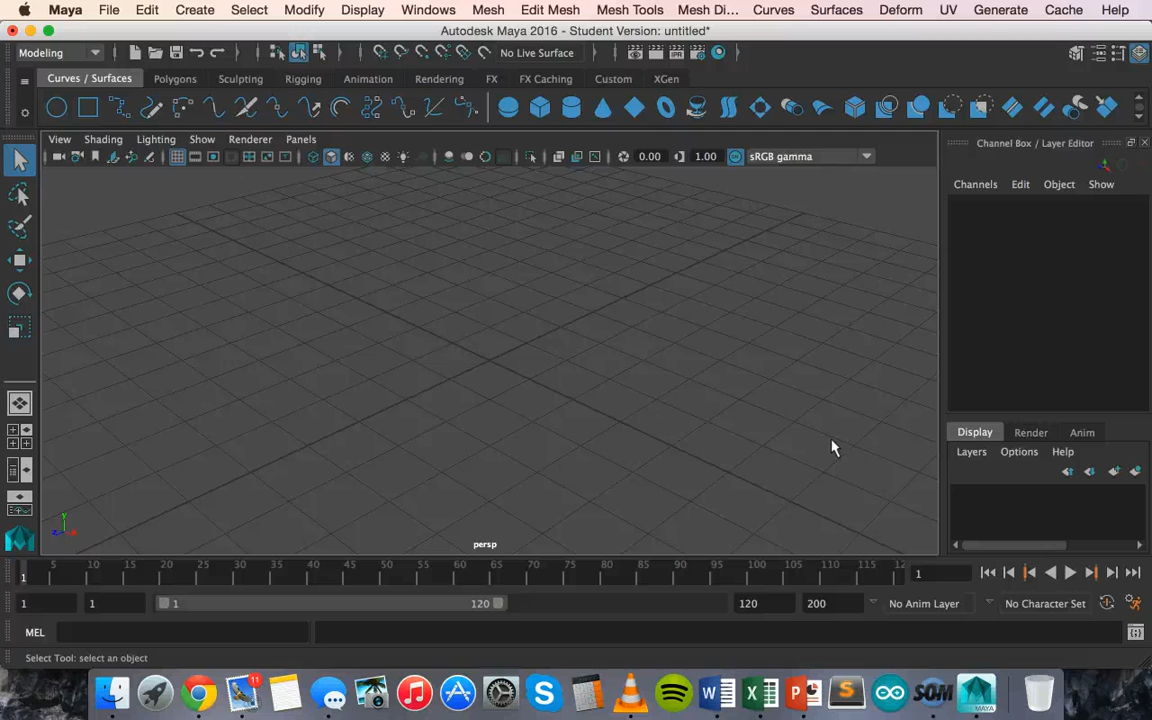 Maya File Edit Create Select Modify Display Windows Mesh Edit Mesh Mesh Tools Mesh Di... Curves Surfaces Deform UV Generate Cache Help
Autodesk Maya 2016 - Student Version: untitled*
Modeling No Live Surface
Curves / Surfaces Polygons Sculpting Rigging Animation Rendering FX FX Caching Custom XGen
View Shading Lighting Show Renderer Panels
Channel Box / Layer Editor
0.00 1.00 sRGB gamma
Channels Edit Object Show
persp
Display Render Anim
Layers Options Help
1 5 10 15 20 25 30 35 40 45 50 55 60 65 70 75 80 85 90 95 100 105 110 115 12 1
1 1 1 120 120 200 No Anim Layer No Character Set
MEL
Select Tool: select an object
11
SOM
MAYA